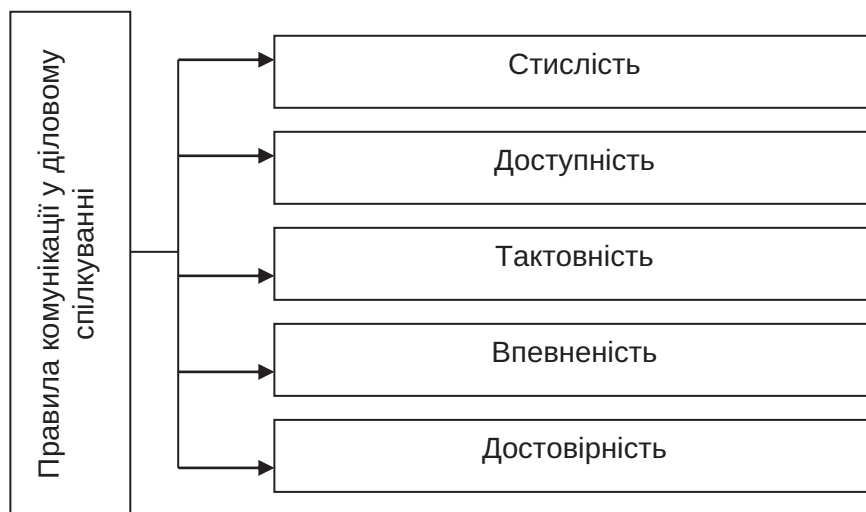 Правила комунікації у діловому
спілкуванні
Стислість
Доступність
Тактовність
Впевненість
Достовірність